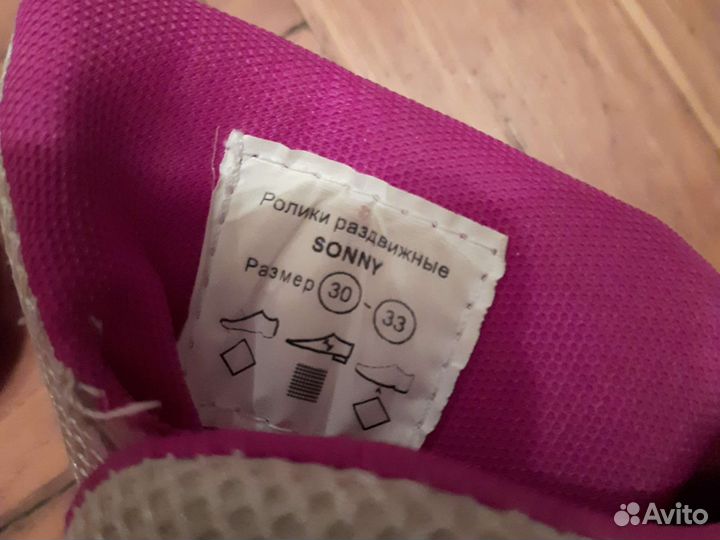 Ролики раздвижные
SONNY
Размер 30 - 33
Avito